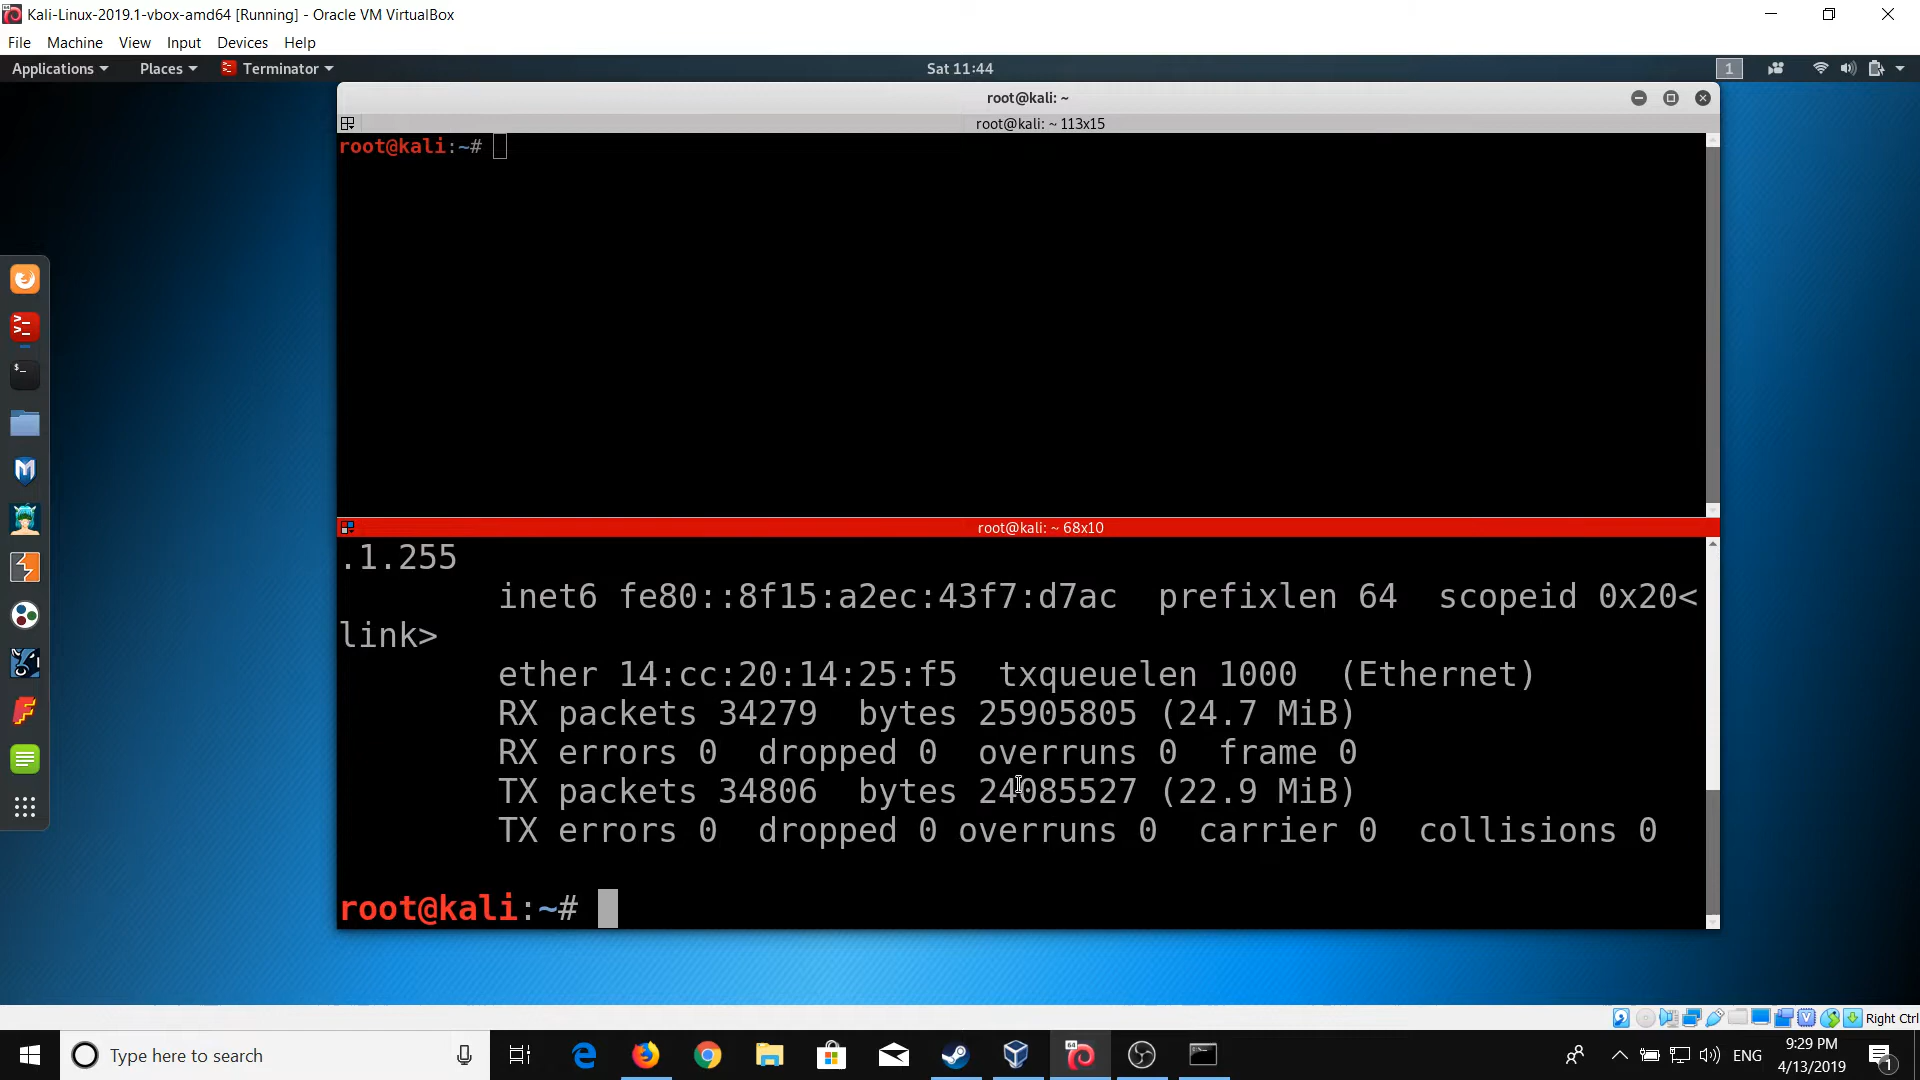 Kali-Linux-2019.1-vbox-amd64 [Running] - Oracle VM VirtualBox
File Machine View Input Devices Help
Applications Places Terminator Sat 11:44 1
root@kali: ~
root@kali: ~ 113x15
root@kali:~#
root@kali: ~ 68x10
.1.255
inet6 fe80::8f15:a2ec:43f7:d7ac prefixlen 64 scopeid 0x20<
link>
ether 14:cc:20:14:25:f5 txqueuelen 1000 (Ethernet)
RX packets 34279 bytes 25905805 (24.7 MiB)
RX errors 0 dropped 0 overruns 0 frame 0
TX packets 34806 bytes 24085527 (22.9 MiB)
TX errors 0 dropped 0 overruns 0 carrier 0 collisions 0
root@kali:~#
Right Ctrl
Type here to search
ENG
9:29 PM
4/13/2019
1